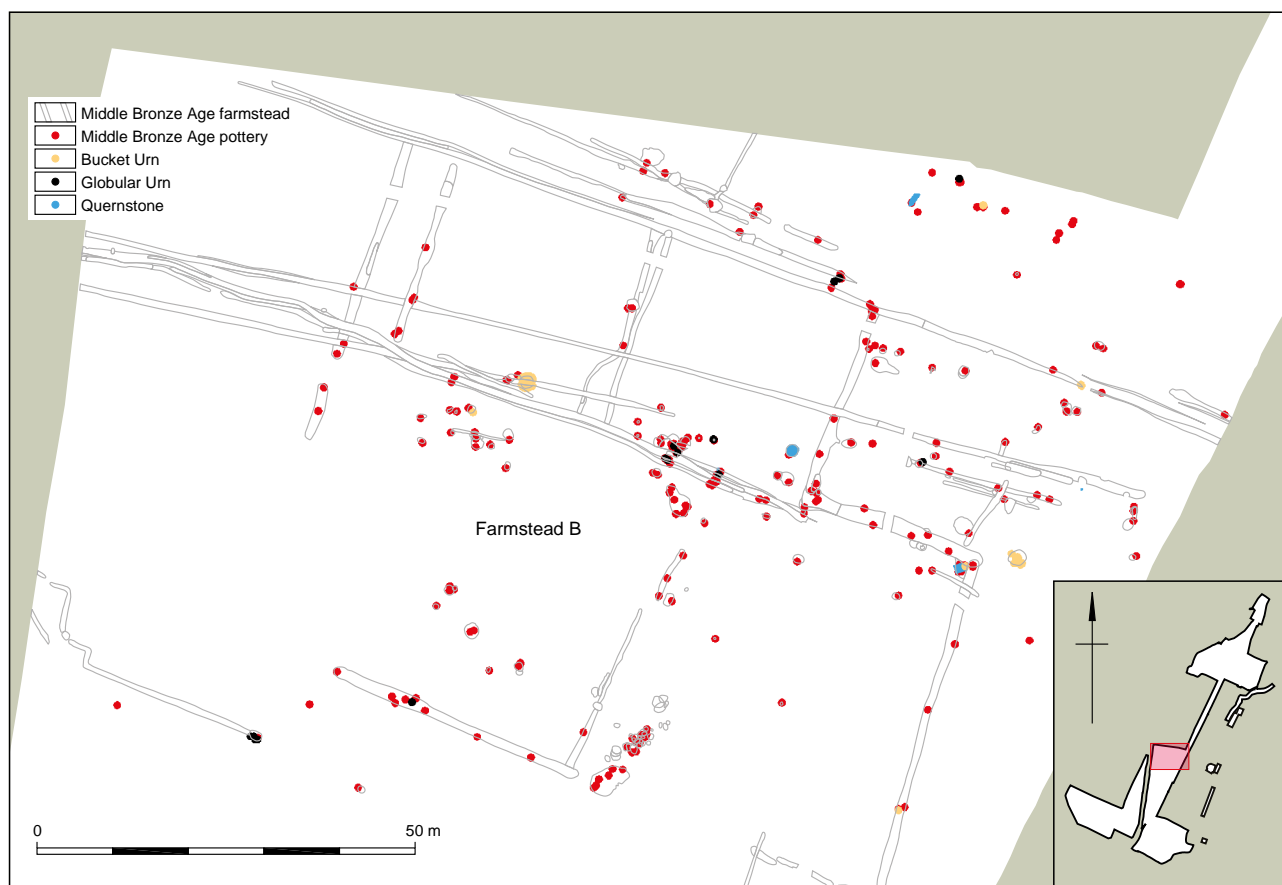 Middle Bronze Age farmstead
Middle Bronze Age pottery
Bucket Urn
Globular Urn
Quernstone
Farmstead B
0 50 m